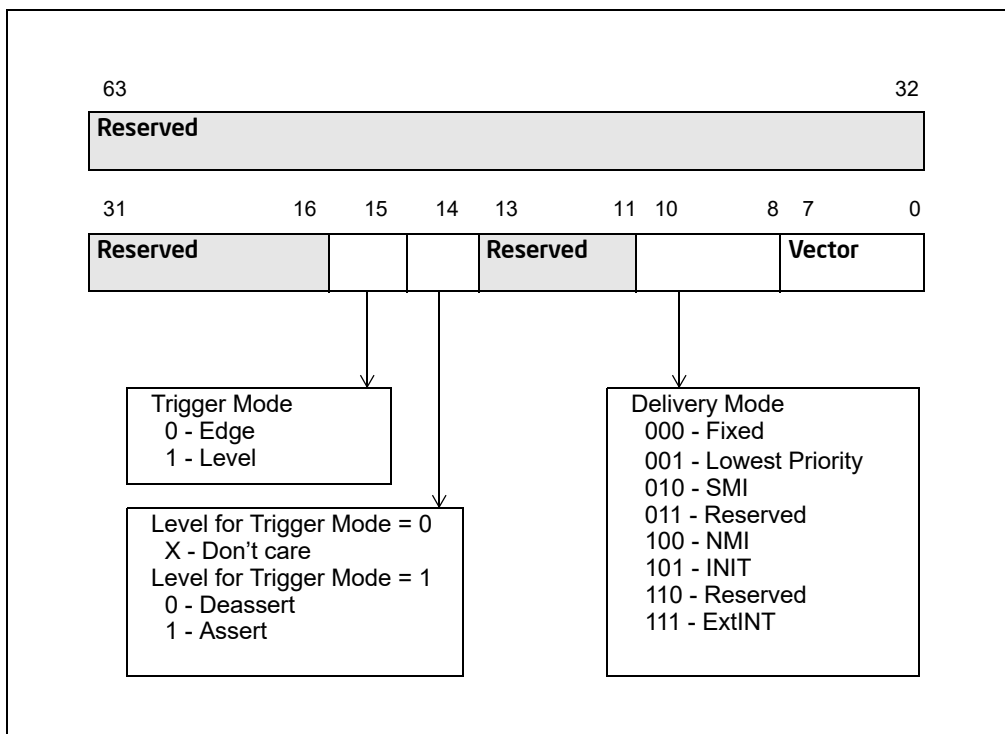 63 32
Reserved
31 16 15 14 13 11 10 8 7 0
Reserved Reserved Vector
Trigger Mode
0 - Edge
1 - Level
Level for Trigger Mode = 0
X - Don't care
Level for Trigger Mode = 1
0 - Deassert
1 - Assert
Delivery Mode
000 - Fixed
001 - Lowest Priority
010 - SMI
011 - Reserved
100 - NMI
101 - INIT
110 - Reserved
111 - ExtINT